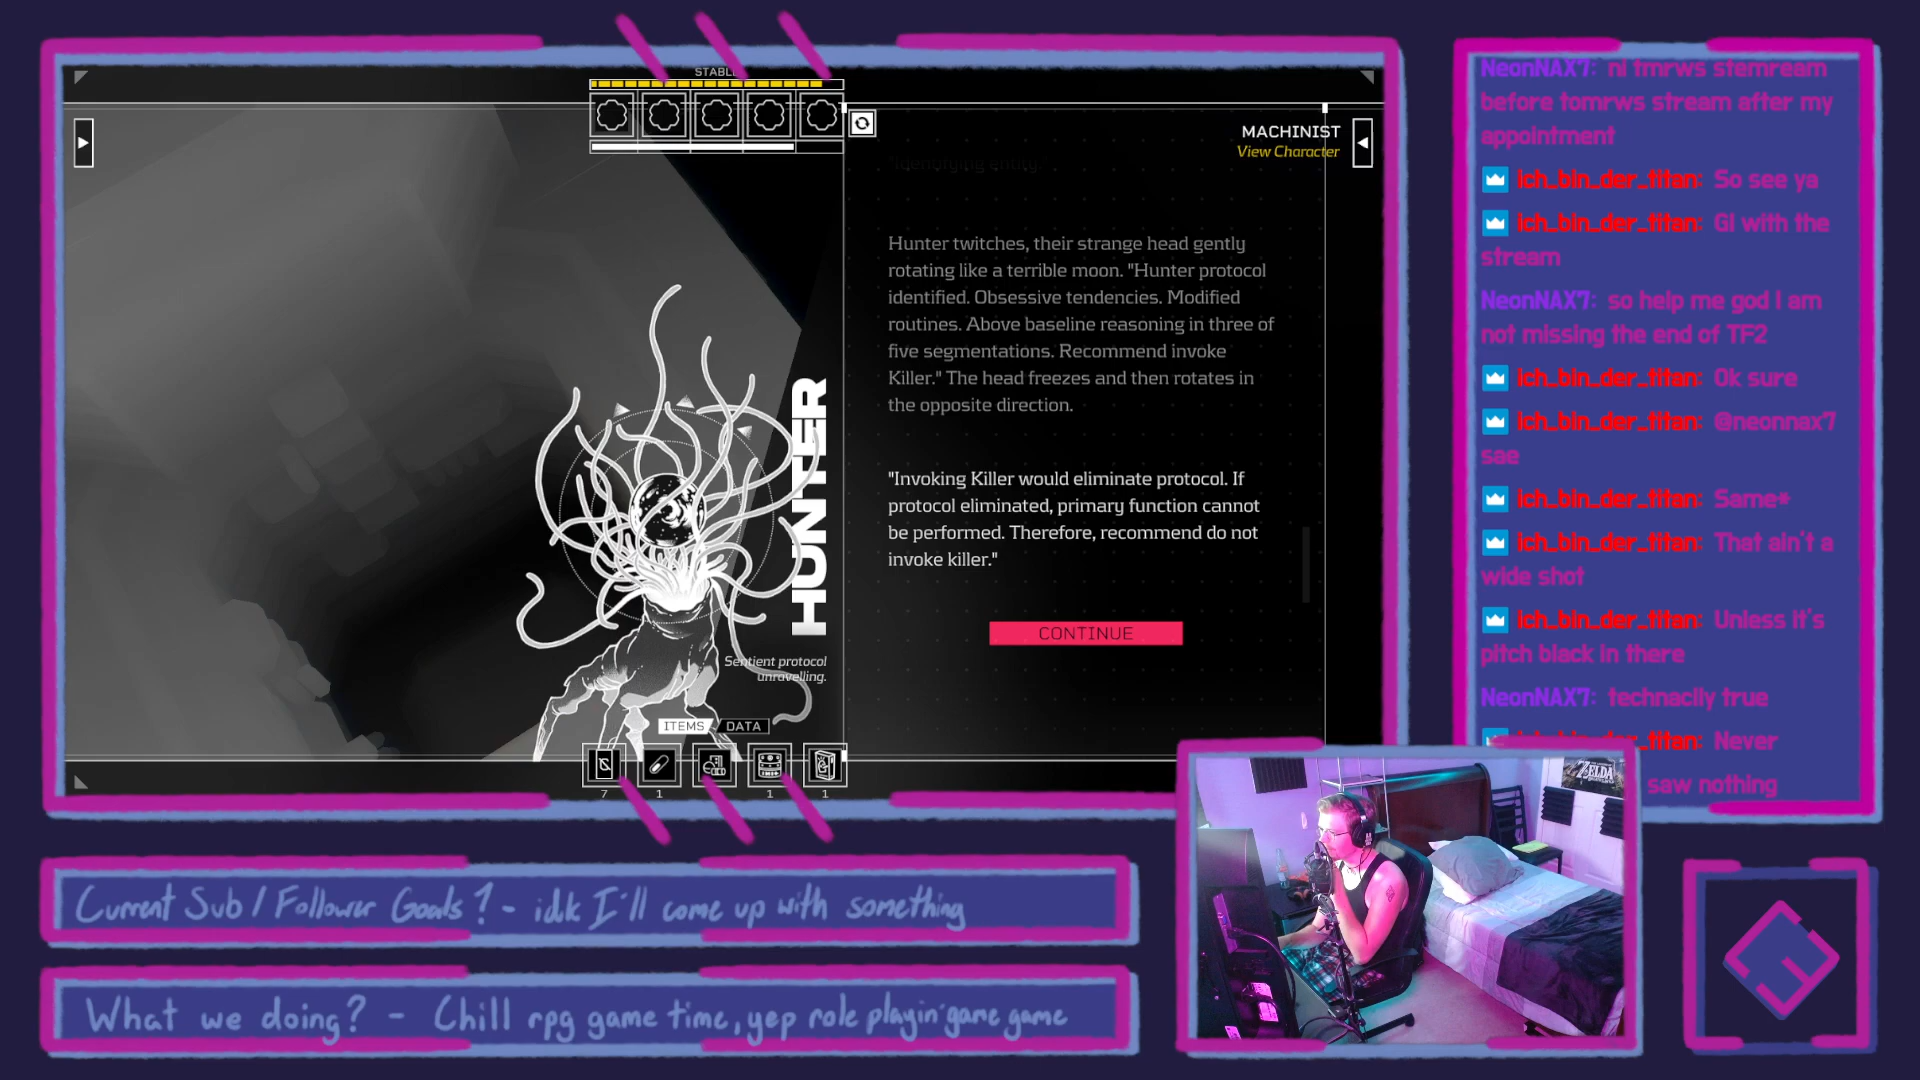 STABLE
MACHINIST
View Character
"Identifying entity."
Hunter twitches, their strange head gently
rotating like a terrible moon. "Hunter protocol
identified. Obsessive tendencies. Modified
routines. Above baseline reasoning in three of
five segmentations. Recommend invoke
Killer." The head freezes and then rotates in
the opposite direction.
"Invoking Killer would eliminate protocol. If
protocol eliminated, primary function cannot
be performed. Therefore, recommend do not
invoke killer."
CONTINUE
HUNTER
Sentient protocol
unravelling.
ITEMS
DATA
7
1
1
1
NeonNAX7: nl tmrws stemream
before tomrws stream after my
appointment
ich_bin_der_titan: So see ya
ich_bin_der_titan: Gl with the
stream
NeonNAX7: so help me god I am
not missing the end of TF2
ich_bin_der_titan: Ok sure
ich_bin_der_titan: @neonnax7
sae
ich_bin_der_titan: Same*
ich_bin_der_titan: That ain't a
wide shot
ich_bin_der_titan: Unless it's
pitch black in there
NeonNAX7: technaclly true
titan: Never
saw nothing
ZELDA
Current Sub / Follower Goals? - idk I'll come up with something
What we doing? - Chill rpg game time, yep role playin' game game